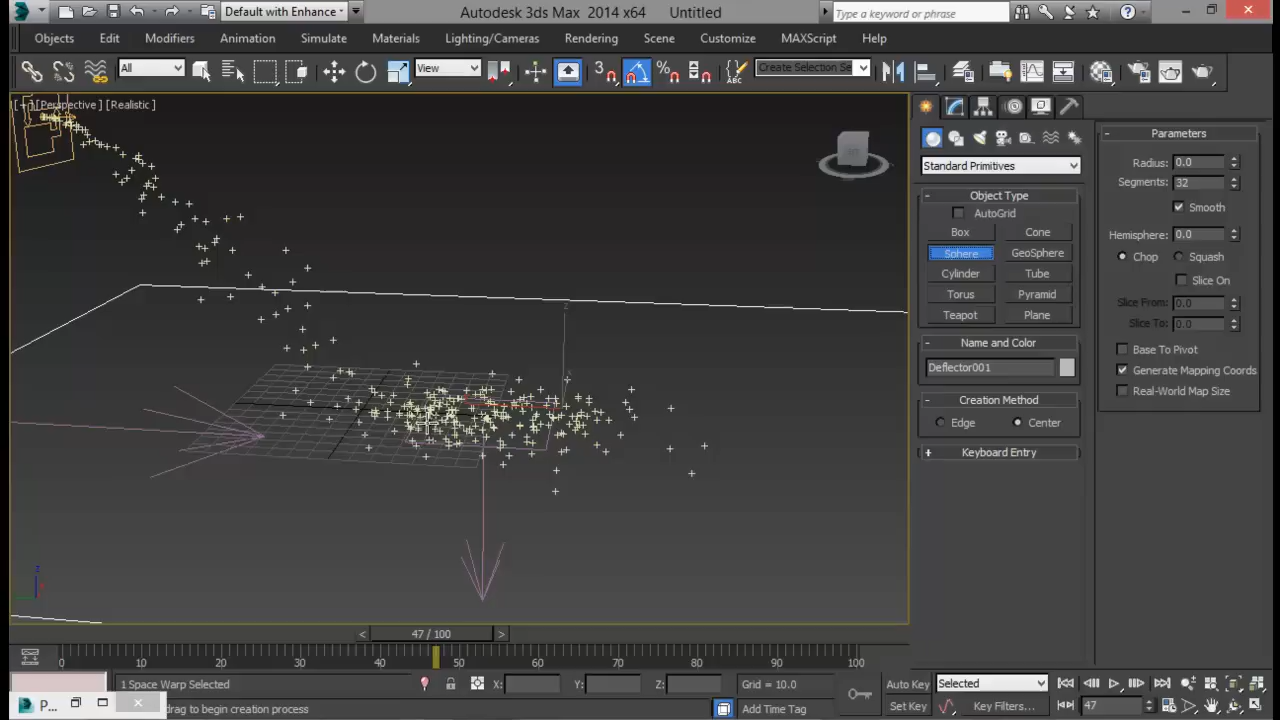 Default with Enhance
Autodesk 3ds Max 2014 x64 Untitled
Type a keyword or phrase
Objects Edit Modifiers Animation Simulate Materials Lighting/Cameras Rendering Scene Customize MAXScript Help
All View 3 ABC Create Selection Se
[Perspective ] [Realistic ]
Standard Primitives
Object Type
AutoGrid
Box Cone
Sphere GeoSphere
Cylinder Tube
Torus Pyramid
Teapot Plane
Name and Color
Deflector001
Creation Method
Edge Center
Keyboard Entry
Parameters
Radius: 0.0
Segments: 32
Smooth
Hemisphere: 0.0
Chop Squash
Slice On
Slice From: 0.0
Slice To: 0.0
Base To Pivot
Generate Mapping Coords
Real-World Map Size
z
z
< 47 / 100 >
0 10 20 30 40 50 60 70 80 90 100
1 Space Warp Selected X: Y: Z: Grid = 10.0 Auto Key Selected
P... drag to begin creation process Add Time Tag Set Key Key Filters... 47